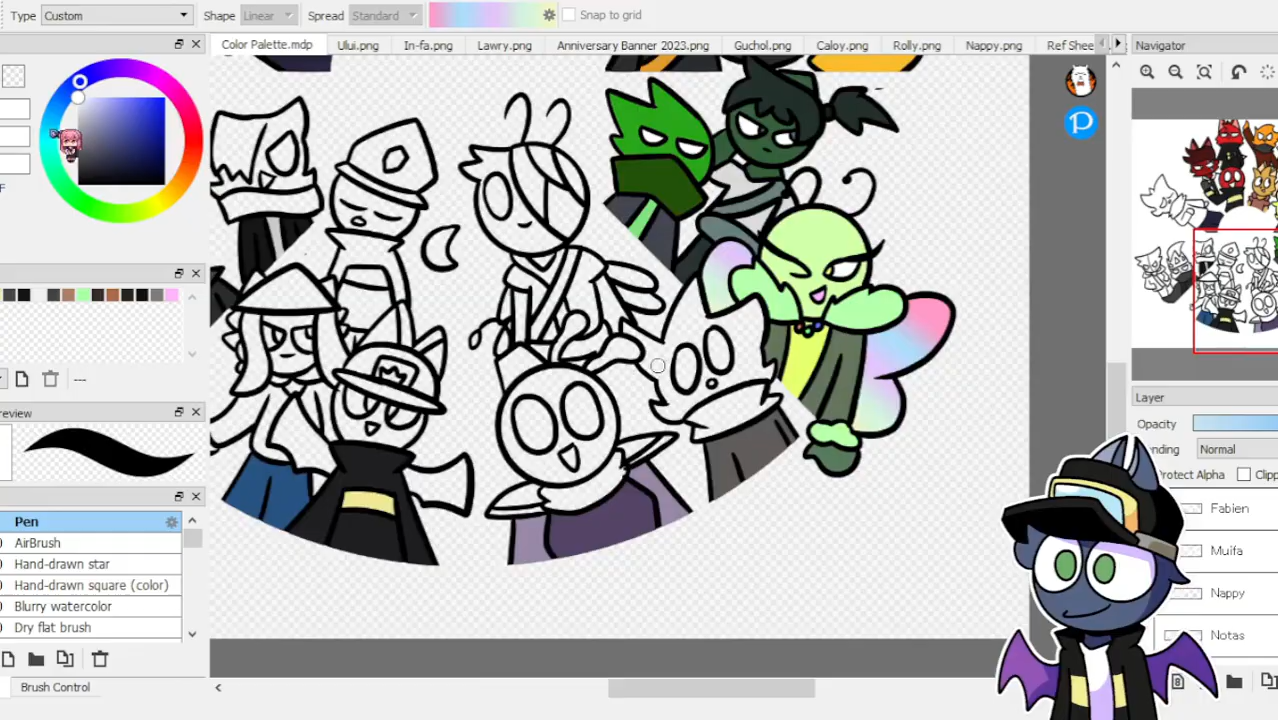 Type Custom Shape Linear Spread Standard Snap to grid
Color Palette.mdp Ului.png In-fa.png Lawry.png Anniversary Banner 2023.png Guchol.png Caloy.png Rolly.png Nappy.png Ref Shee
Navigator
F
---
review
Pen
AirBrush
Hand-drawn star
Hand-drawn square (color)
Blurry watercolor
Dry flat brush
Brush Control
Layer
Opacity
ending Normal
rotect Alpha Clipp
Fabien
Muifa
Nappy
Notas